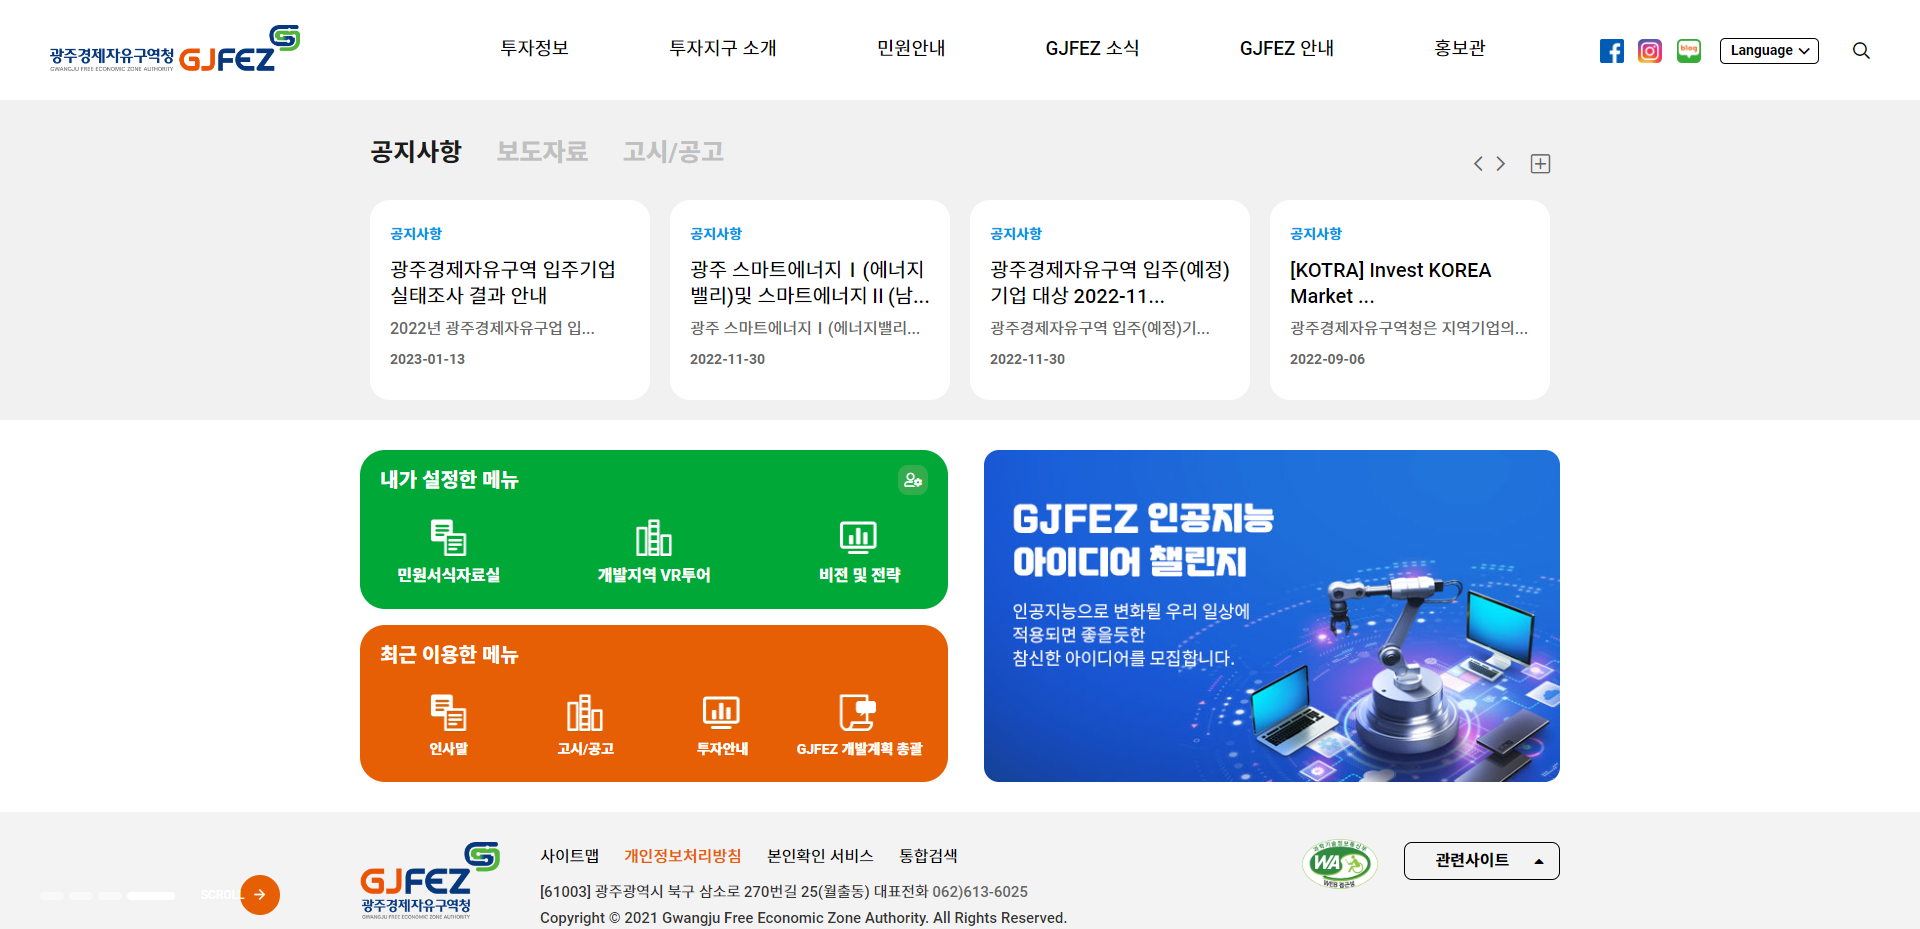 광주경제자유구역청 GJFEZ
GWANGJU FREE ECONOMIC ZONE AUTHORITY
투자정보
투자지구 소개
민원안내
GJFEZ 소식
GJFEZ 안내
홍보관
blog
Language
공지사항
보도자료
고시/공고
공지사항
광주경제자유구역 입주기업
실태조사 결과 안내
2022년 광주경제자유구업 입...
2023-01-13
공지사항
광주 스마트에너지Ⅰ(에너지
밸리)및 스마트에너지Ⅱ(남...
광주 스마트에너지Ⅰ(에너지밸리...
2022-11-30
공지사항
광주경제자유구역 입주(예정)
기업 대상 2022-11...
광주경제자유구역 입주(예정)기...
2022-11-30
공지사항
[KOTRA] Invest KOREA
Market ...
광주경제자유구역청은 지역기업의...
2022-09-06
내가 설정한 메뉴
민원서식자료실
개발지역 VR투어
비전 및 전략
최근 이용한 메뉴
인사말
고시/공고
투자안내
GJFEZ 개발계획 총괄
GJFEZ 인공지능
아이디어 챌린지
인공지능으로 변화될 우리 일상에
적용되면 좋을듯한
참신한 아이디어를 모집합니다.
SCROLL
GJFEZ
광주경제자유구역청
GWANGJU FREE ECONOMIC ZONE AUTHORITY
사이트맵
개인정보처리방침
본인확인 서비스
통합검색
[61003] 광주광역시 북구 삼소로 270번길 25(월출동) 대표전화 062)613-6025
Copyright © 2021 Gwangju Free Economic Zone Authority. All Rights Reserved.
과학기술정보통신부
WA
WEB 접근성
관련사이트